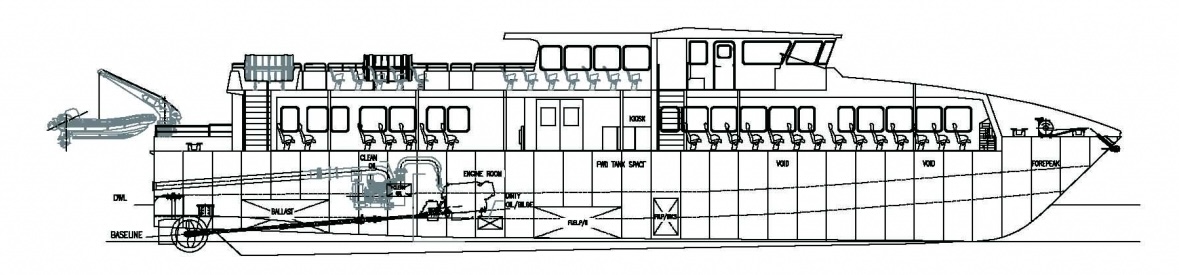 KIOSK
CLEAN
OIL
ENGINE ROOM
FWD TANK SPACE
VOID
VOID
FOREPEAK
DWL
BALLAST
DIRTY
OIL/BILGE
FUEL P/S
BASELINE